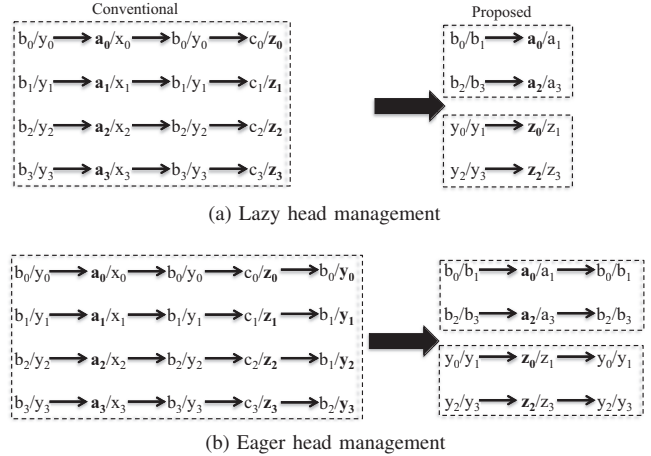 Conventional Proposed
b₀/y₀ → a₀/x₀ → b₀/y₀ → c₀/z₀ b₀/b₁ → a₀/a₁
b₁/y₁ → a₁/x₁ → b₁/y₁ → c₁/z₁ b₂/b₃ → a₂/a₃
b₂/y₂ → a₂/x₂ → b₂/y₂ → c₂/z₂ y₀/y₁ → z₀/z₁
b₃/y₃ → a₃/x₃ → b₃/y₃ → c₃/z₃ y₂/y₃ → z₂/z₃
(a) Lazy head management
b₀/y₀ → a₀/x₀ → b₀/y₀ → c₀/z₀ → b₀/y₀ b₀/b₁ → a₀/a₁ → b₀/b₁
b₁/y₁ → a₁/x₁ → b₁/y₁ → c₁/z₁ → b₁/y₁ b₂/b₃ → a₂/a₃ → b₂/b₃
b₂/y₂ → a₂/x₂ → b₂/y₂ → c₂/z₂ → b₁/y₂ y₀/y₁ → z₀/z₁ → y₀/y₁
b₃/y₃ → a₃/x₃ → b₃/y₃ → c₃/z₃ → b₂/y₃ y₂/y₃ → z₂/z₃ → y₂/y₃
(b) Eager head management